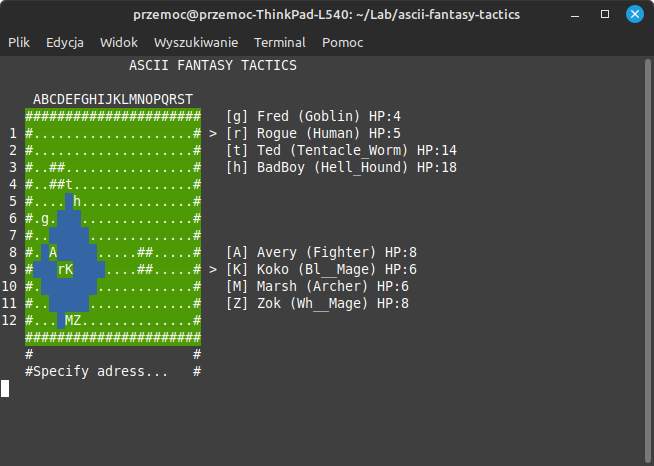 przemoc@przemoc-ThinkPad-L540: ~/Lab/ascii-fantasy-tactics
Plik Edycja Widok Wyszukiwanie Terminal Pomoc
ASCII FANTASY TACTICS
ABCDEFGHIJKLMNOPQRST
###################### [g] Fred (Goblin) HP:4
1 #....................# > [r] Rogue (Human) HP:5
2 #....................# [t] Ted (Tentacle_Worm) HP:14
3 #..##................# [h] BadBoy (Hell_Hound) HP:18
4 #..##t...............#
5 #.... h..............#
6 #.g.   ..............#
7 #..     .............#
8 #. A     .....##.....# [A] Avery (Fighter) HP:8
9 #   rK    ....##.....# > [K] Koko (Bl__Mage) HP:6
10 #.       ............# [M] Marsh (Archer) HP:6
11 #..     .............# [Z] Zok (Wh__Mage) HP:8
12 #... MZ..............#
######################
#                    #
#Specify adress...   #